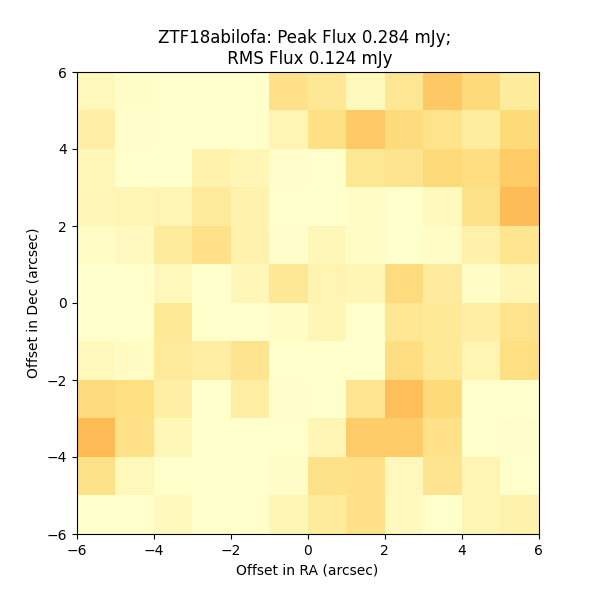 ZTF18abilofa: Peak Flux 0.284 mJy;
RMS Flux 0.124 mJy
6
4
2
0
−2
−4
−6
Offset in Dec (arcsec)
−6 −4 −2 0 2 4 6
Offset in RA (arcsec)